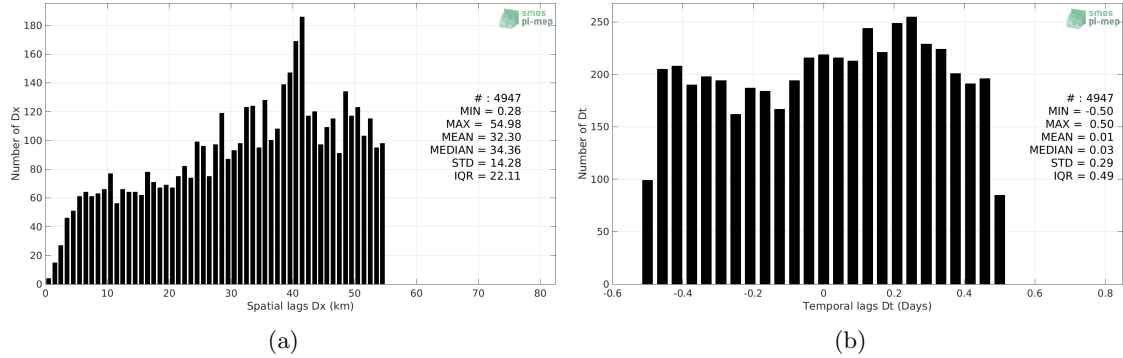 180
160
140
120
100
80
60
40
20
0
Number of Dx
0 10 20 30 40 50 60 70 80
Spatial lags Dx (km)
smos
pi-mep
# : 4947
MIN = 0.28
MAX = 54.98
MEAN = 32.30
MEDIAN = 34.36
STD = 14.28
IQR = 22.11
(a)
250
200
150
100
50
0
Number of Dt
-0.6 -0.4 -0.2 0 0.2 0.4 0.6 0.8
Temporal lags Dt (Days)
smos
pi-mep
# : 4947
MIN = -0.50
MAX = 0.50
MEAN = 0.01
MEDIAN = 0.03
STD = 0.29
IQR = 0.49
(b)